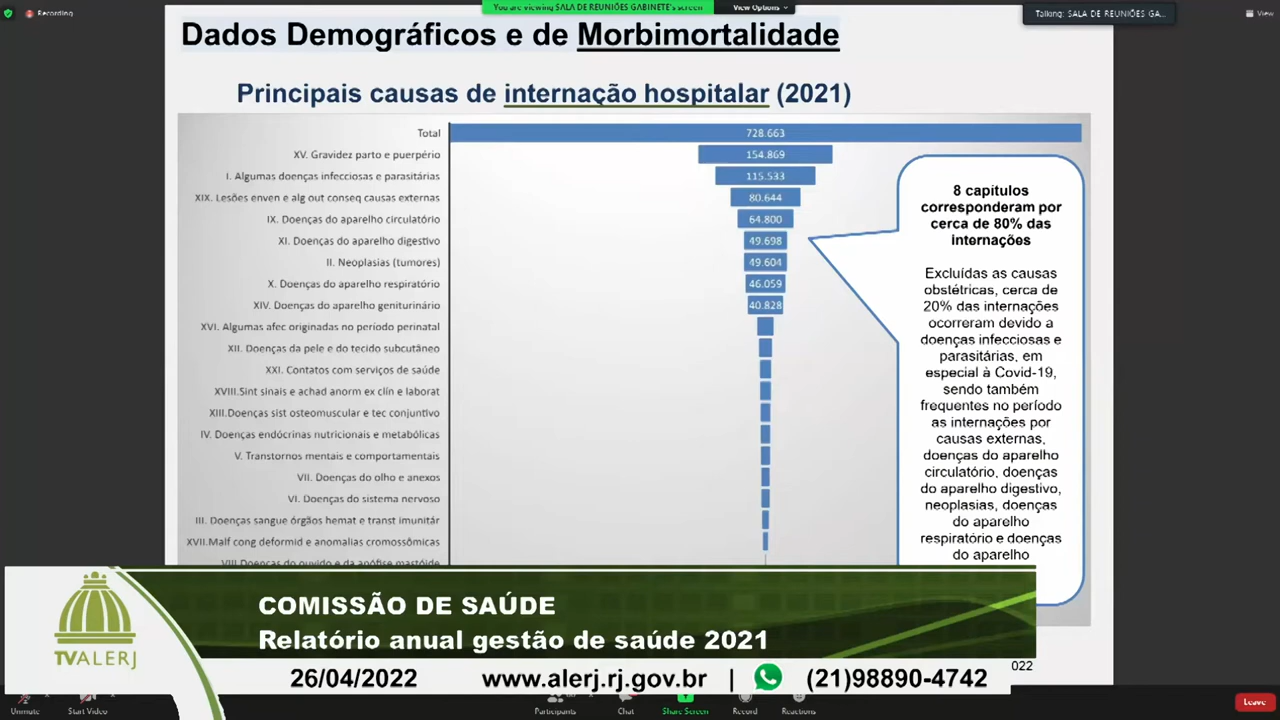 Recording
You are viewing SALA DE REUNIÕES GABINETE's screen
View Options
Talking: SALA DE REUNIÕES GA...
View
Dados Demográficos e de Morbimortalidade
Principais causas de internação hospitalar (2021)
Total 728.663
XV. Gravidez parto e puerpério 154.869
I. Algumas doenças infecciosas e parasitárias 115.533
XIX. Lesões enven e alg out conseq causas externas 80.644
IX. Doenças do aparelho circulatório 64.800
XI. Doenças do aparelho digestivo 49.698
II. Neoplasias (tumores) 49.604
X. Doenças do aparelho respiratório 46.059
XIV. Doenças do aparelho geniturinário 40.828
XVI. Algumas afec originadas no período perinatal
XII. Doenças da pele e do tecido subcutâneo
XXI. Contatos com serviços de saúde
XVIII.Sint sinais e achad anorm ex clín e laborat
XIII.Doenças sist osteomuscular e tec conjuntivo
IV. Doenças endócrinas nutricionais e metabólicas
V. Transtornos mentais e comportamentais
VII. Doenças do olho e anexos
VI. Doenças do sistema nervoso
III. Doenças sangue órgãos hemat e transt imunitár
XVII.Malf cong deformid e anomalias cromossômicas
VIII.Doenças do ouvido e da apófise mastóide
8 capítulos
corresponderam por
cerca de 80% das
internações
Excluídas as causas
obstétricas, cerca de
20% das internações
ocorreram devido a
doenças infecciosas e
parasitárias, em
especial à Covid-19,
sendo também
frequentes no período
as internações por
causas externas,
doenças do aparelho
circulatório, doenças
do aparelho digestivo,
neoplasias, doenças
do aparelho
respiratório e doenças
do aparelho
COMISSÃO DE SAÚDE
Relatório anual gestão de saúde 2021
TVALERJ
26/04/2022 www.alerj.rj.gov.br | (21)98890-4742
022
Unmute
Start Video
Participants
Chat
Share Screen
Record
Reactions
Leave